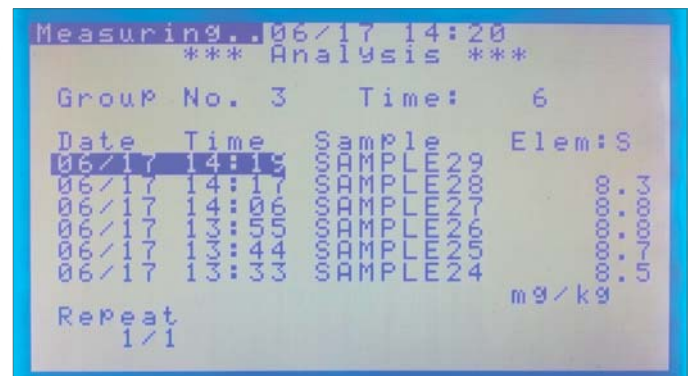 Measuring..06/17 14:20
*** Analysis ***
Group No. 3 Time: 6
Date Time Sample Elem:S
06/17 14:19 SAMPLE29
06/17 14:17 SAMPLE28 8.3
06/17 14:06 SAMPLE27 8.8
06/17 13:55 SAMPLE26 8.8
06/17 13:44 SAMPLE25 8.7
06/17 13:33 SAMPLE24 8.5
mg/kg
Repeat
1/1